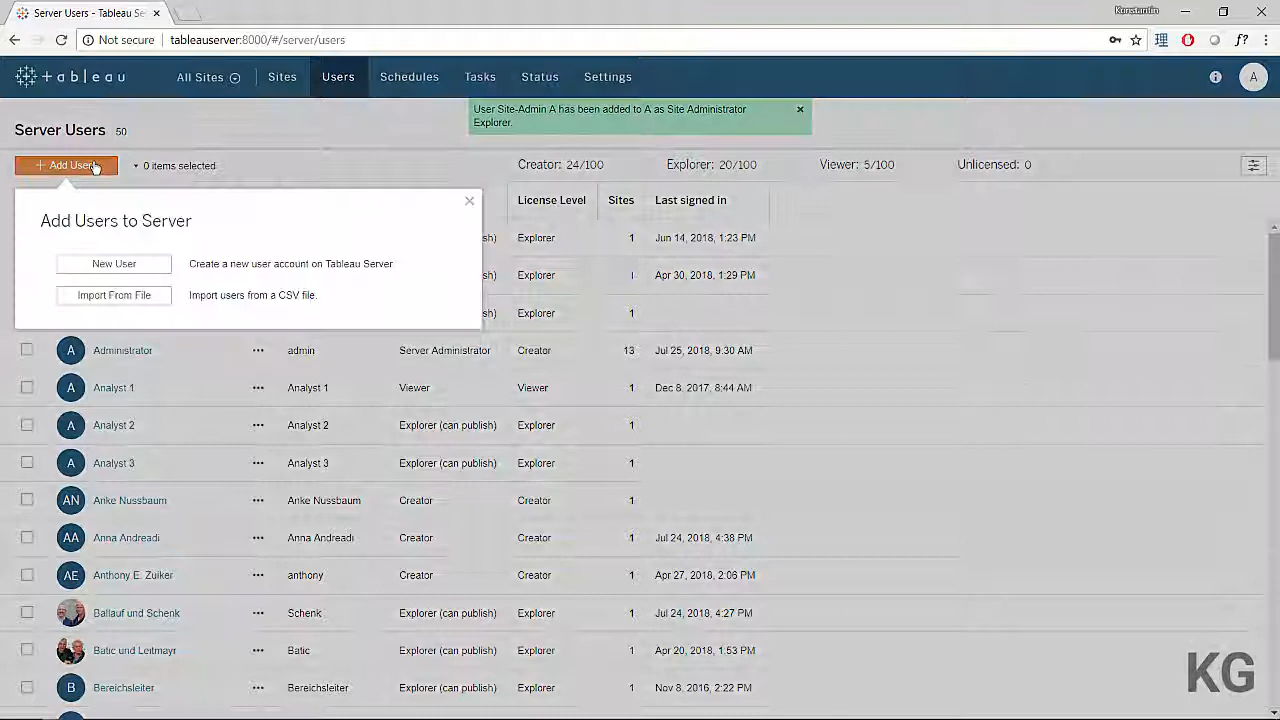 Server Users - Tableau Se
Konstantin
Not secure
tableauserver:8000/#/server/users
f?
+ableau
All Sites
Sites
Users
Schedules
Tasks
Status
Settings
A
User Site-Admin A has been added to A as Site Administrator
Explorer.
Server Users 50
+ Add Users
0 items selected
Creator: 24/100
Explorer: 20/100
Viewer: 5/100
Unlicensed: 0
Add Users to Server
New User
Create a new user account on Tableau Server
Import From File
Import users from a CSV file.
License Level
Sites
Last signed in
sh) Explorer 1 Jun 14, 2018, 1:23 PM
sh) Explorer 1 Apr 30, 2018, 1:29 PM
sh) Explorer 1
A Administrator ••• admin Server Administrator Creator 13 Jul 25, 2018, 9:30 AM
A Analyst 1 ••• Analyst 1 Viewer Viewer 1 Dec 8, 2017, 8:44 AM
A Analyst 2 ••• Analyst 2 Explorer (can publish) Explorer 1
A Analyst 3 ••• Analyst 3 Explorer (can publish) Explorer 1
AN Anke Nussbaum ••• Anke Nussbaum Creator Creator 1
AA Anna Andreadi ••• Anna Andreadi Creator Creator 1 Jul 24, 2018, 4:38 PM
AE Anthony E. Zuiker ••• anthony Creator Creator 1 Apr 27, 2018, 2:06 PM
Ballauf und Schenk ••• Schenk Explorer (can publish) Explorer 1 Jul 24, 2018, 4:27 PM
Batic und Leitmayr ••• Batic Explorer (can publish) Explorer 1 Apr 20, 2018, 1:53 PM
B Bereichsleiter ••• Bereichsleiter Explorer (can publish) Explorer 1 Nov 8, 2016, 2:22 PM
KG